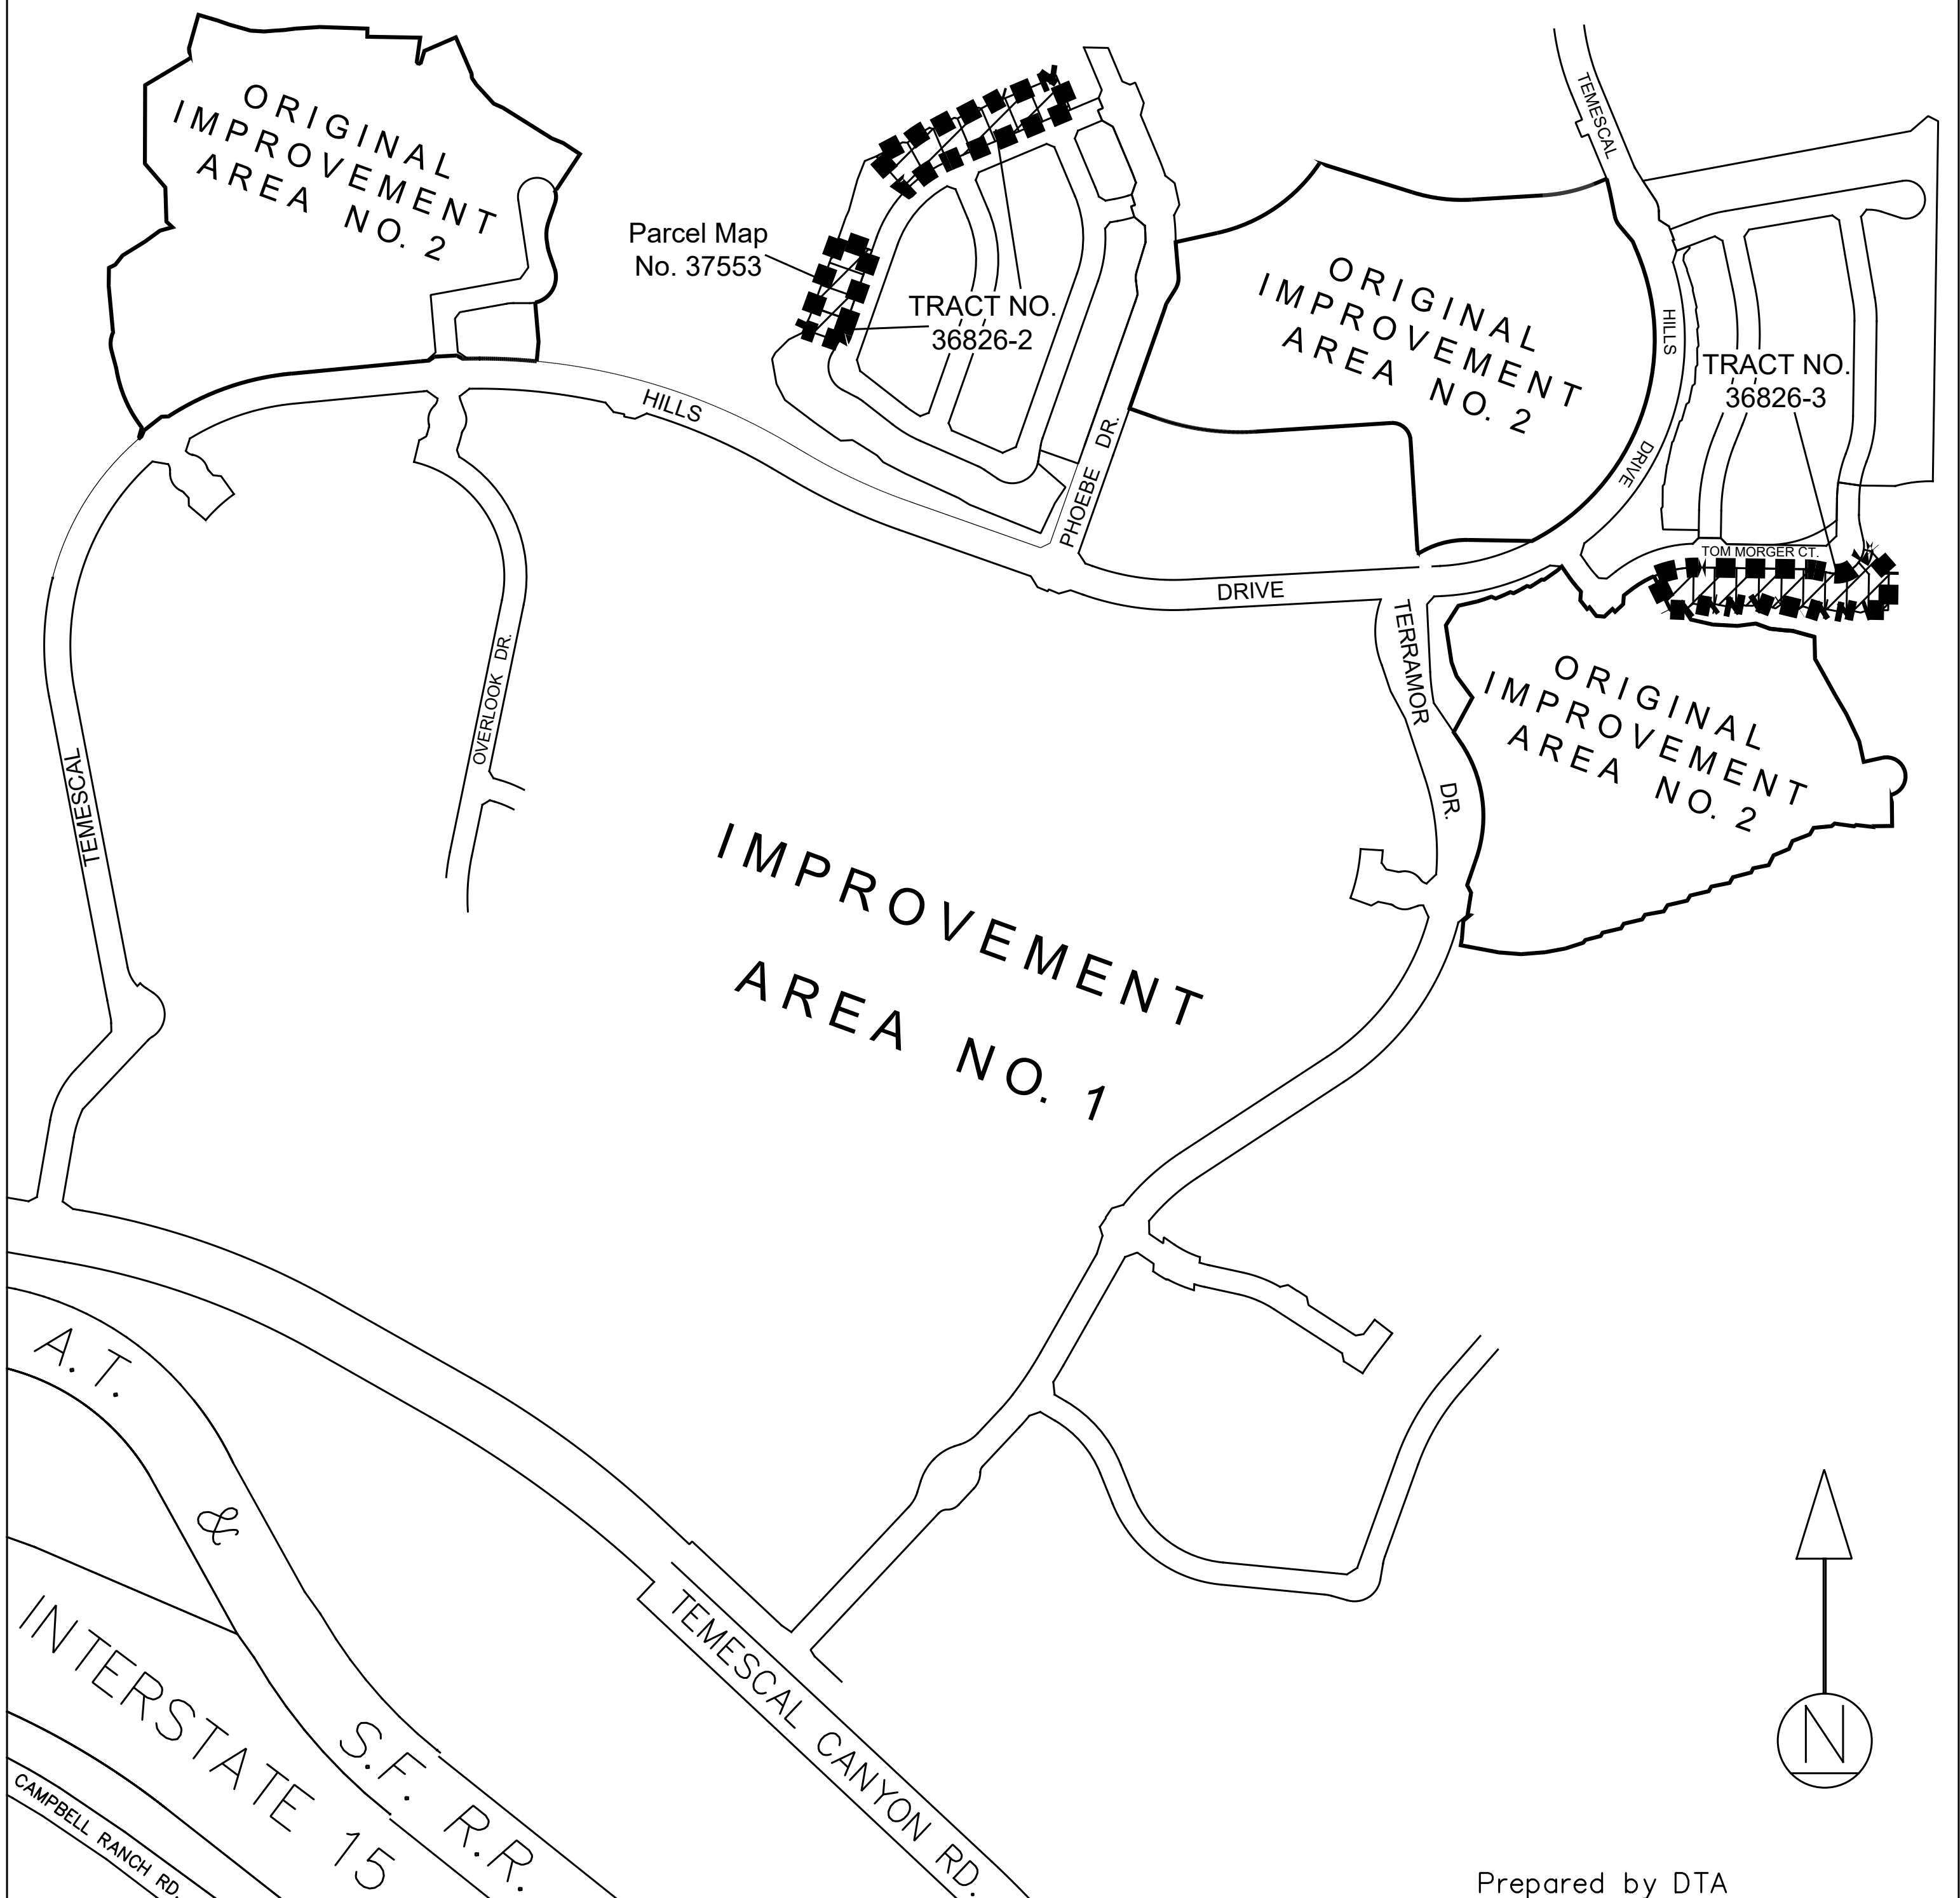 ORIGINAL
IMPROVEMENT
AREA NO. 2
TEMESCAL
Parcel Map
No. 37553
TRACT NO.
36826-2
ORIGINAL
IMPROVEMENT
AREA NO. 2
HILLS
TRACT NO.
36826-3
HILLS
PHOEBE DR.
DRIVE
TOM MORGER CT.
DRIVE
TERRAMOR
DR.
OVERLOOK DR.
ORIGINAL
IMPROVEMENT
AREA NO. 2
TEMESCAL
IMPROVEMENT
AREA NO. 1
A.T.
&
S.F. R.R.
INTERSTATE 15
TEMESCAL CANYON RD.
CAMPBELL RANCH RD.
N
Prepared by DTA